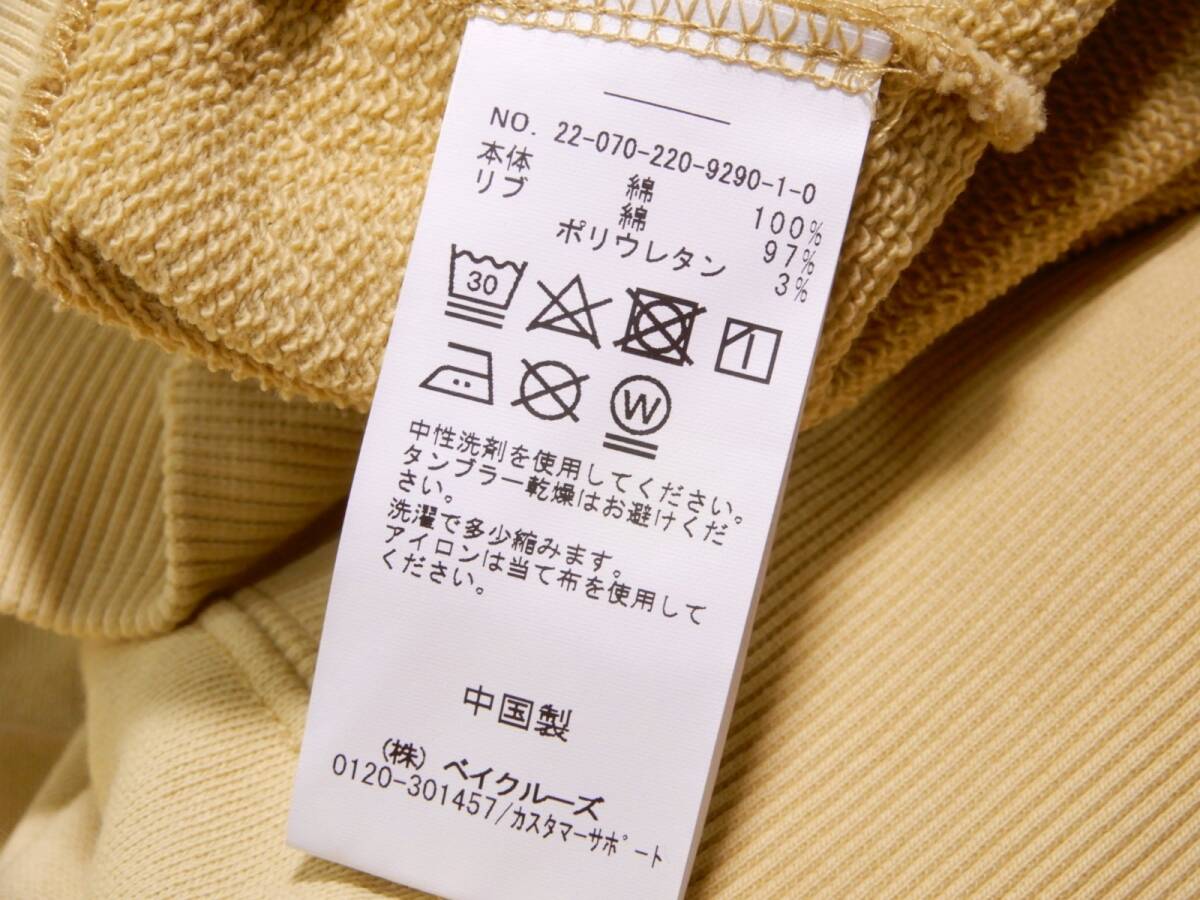 NO. 22-070-220-9290-1-0
本体 綿 100%
リブ 綿 97%
ポリウレタン 3%
30
W
中性洗剤を使用してください。
タンブラー乾燥はお避けくだ
さい。
洗濯で多少縮みます。
アイロンは当て布を使用して
ください。
中国製
(株) ベイクルーズ
0120-301457/カスタマーサポート